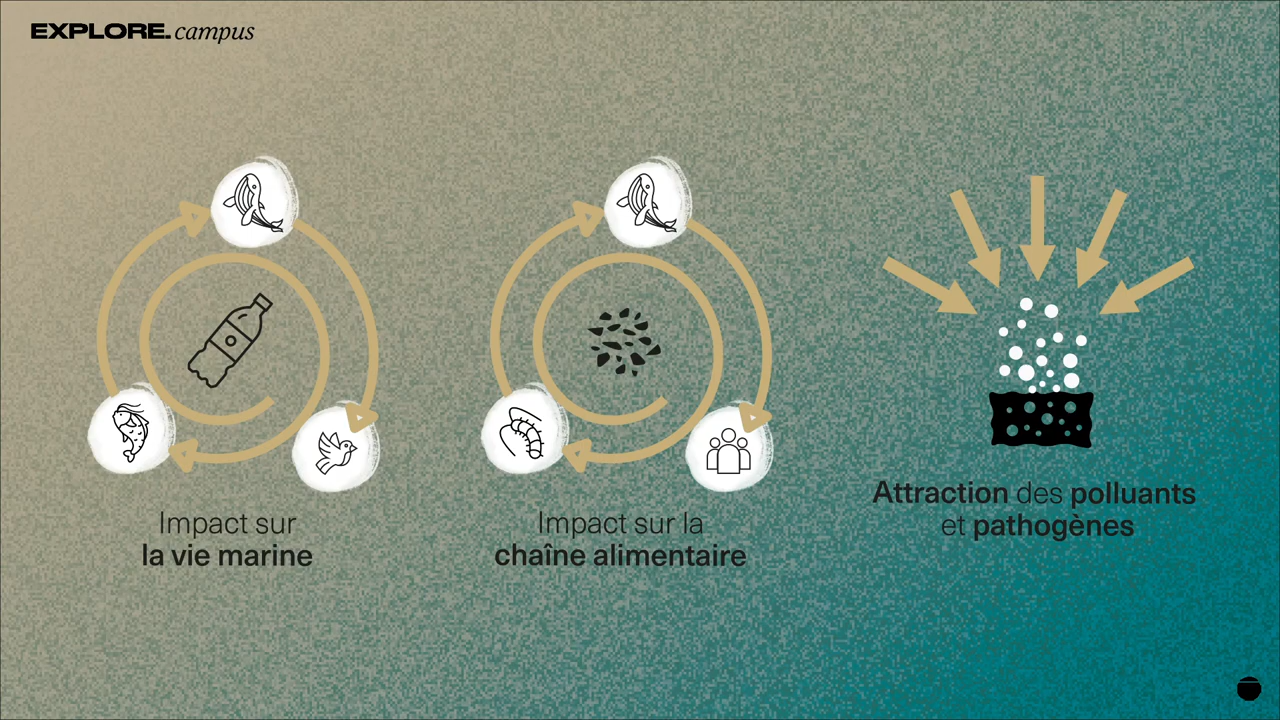 EXPLORE.campus
Impact sur
la vie marine
Impact sur la
chaîne alimentaire
Attraction des polluants
et pathogènes